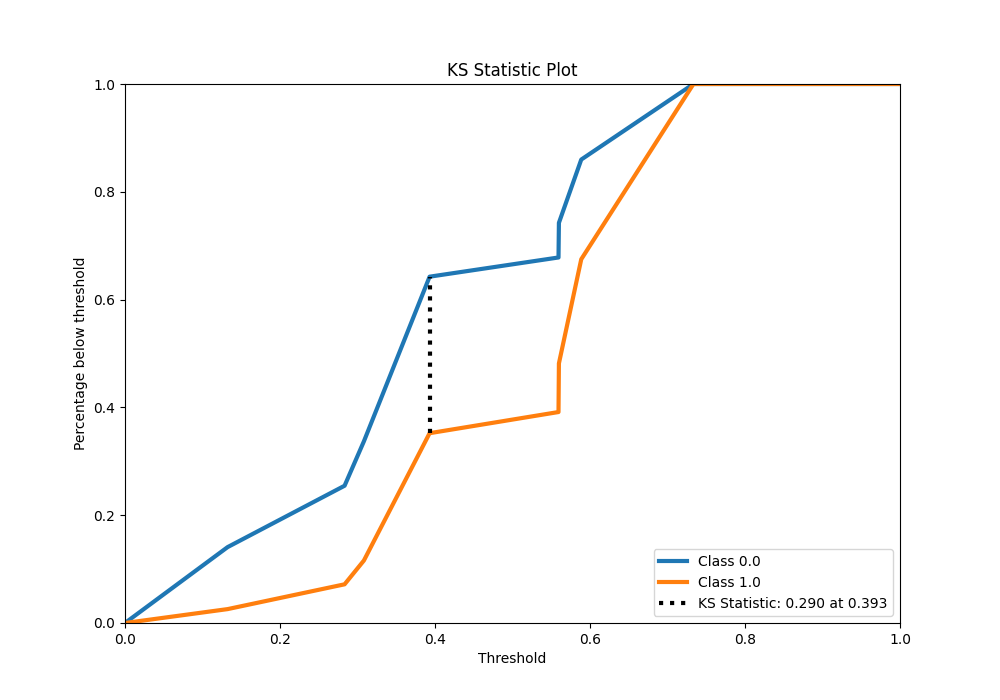 KS Statistic Plot
1.0
0.8
0.6
0.4
0.2
0.0
Percentage below threshold
0.0 0.2 0.4 0.6 0.8 1.0
Threshold
Class 0.0
Class 1.0
KS Statistic: 0.290 at 0.393